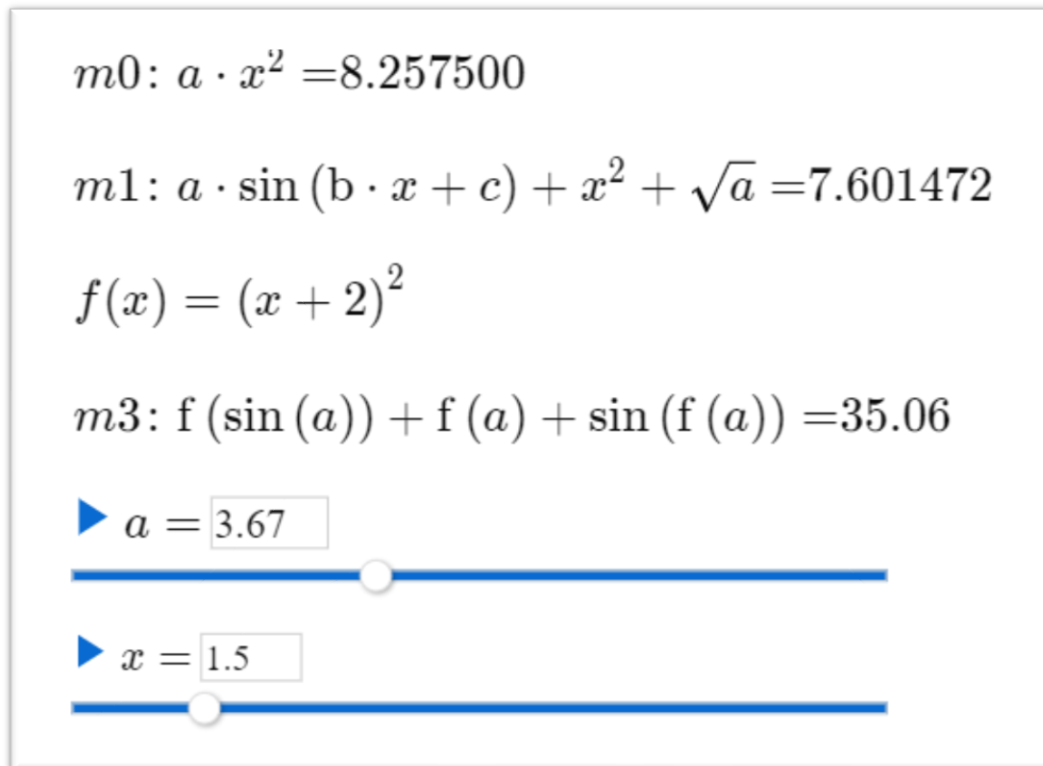 m0: a · x² =8.257500
m1: a · sin (b · x + c) + x² + √a =7.601472
f(x) = (x + 2)²
m3: f (sin (a)) + f (a) + sin (f (a)) =35.06
a = 3.67
x = 1.5